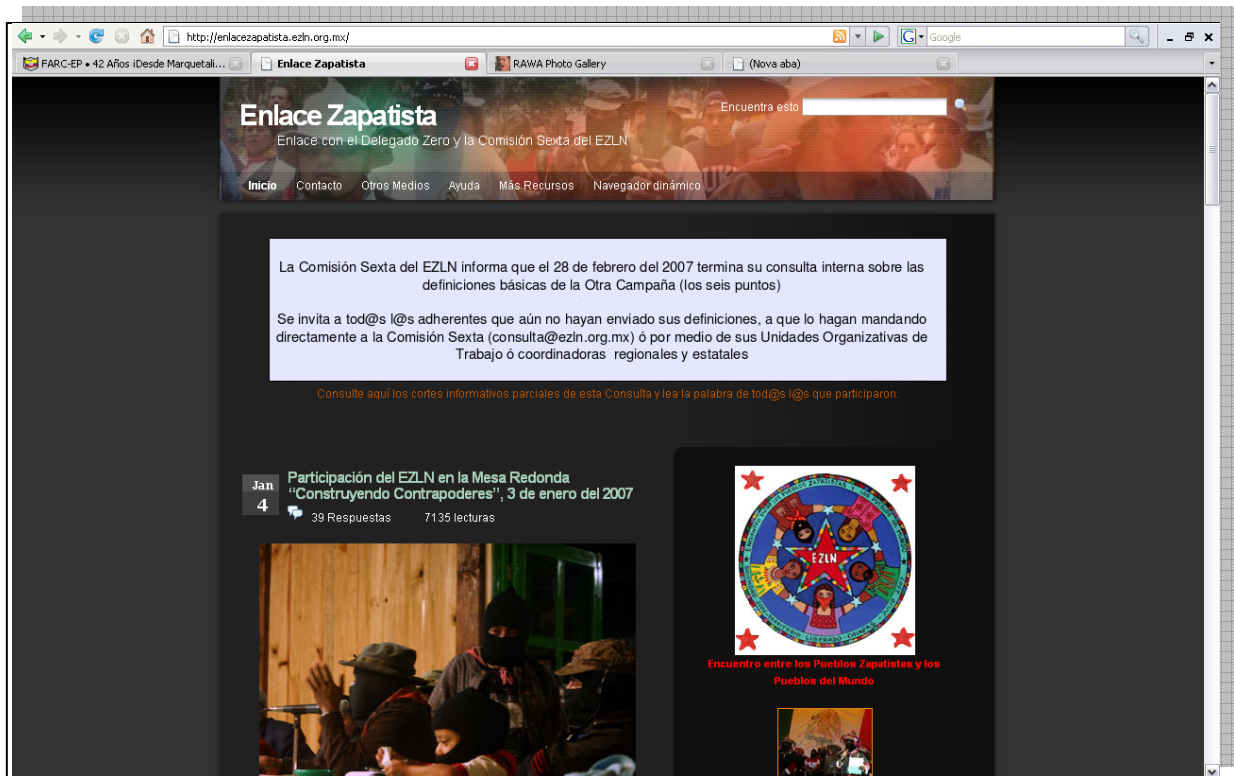 http://enlacezapatista.ezln.org.mx/
Google
FARC-EP • 42 Años ¡Desde Marquetali...
Enlace Zapatista
RAWA Photo Gallery
(Nova aba)
Enlace Zapatista
Enlace con el Delegado Zero y la Comisión Sexta del EZLN
Encuentra esto
Inicio Contacto Otros Medios Ayuda Más Recursos Navegador dinámico
La Comisión Sexta del EZLN informa que el 28 de febrero del 2007 termina su consulta interna sobre las
definiciones básicas de la Otra Campaña (los seis puntos)
Se invita a tod@s l@s adherentes que aún no hayan enviado sus definiciones, a que lo hagan mandando
directamente a la Comisión Sexta (consulta@ezln.org.mx) ó por medio de sus Unidades Organizativas de
Trabajo ó coordinadoras regionales y estatales
Consulte aquí los cortes informativos parciales de esta Consulta y lea la palabra de tod@s l@s que participaron.
Jan
4
Participación del EZLN en la Mesa Redonda
“Construyendo Contrapoderes”, 3 de enero del 2007
39 Respuestas 7135 lecturas
EZLN
Encuentro entre los Pueblos Zapatistas y los
Pueblos del Mundo